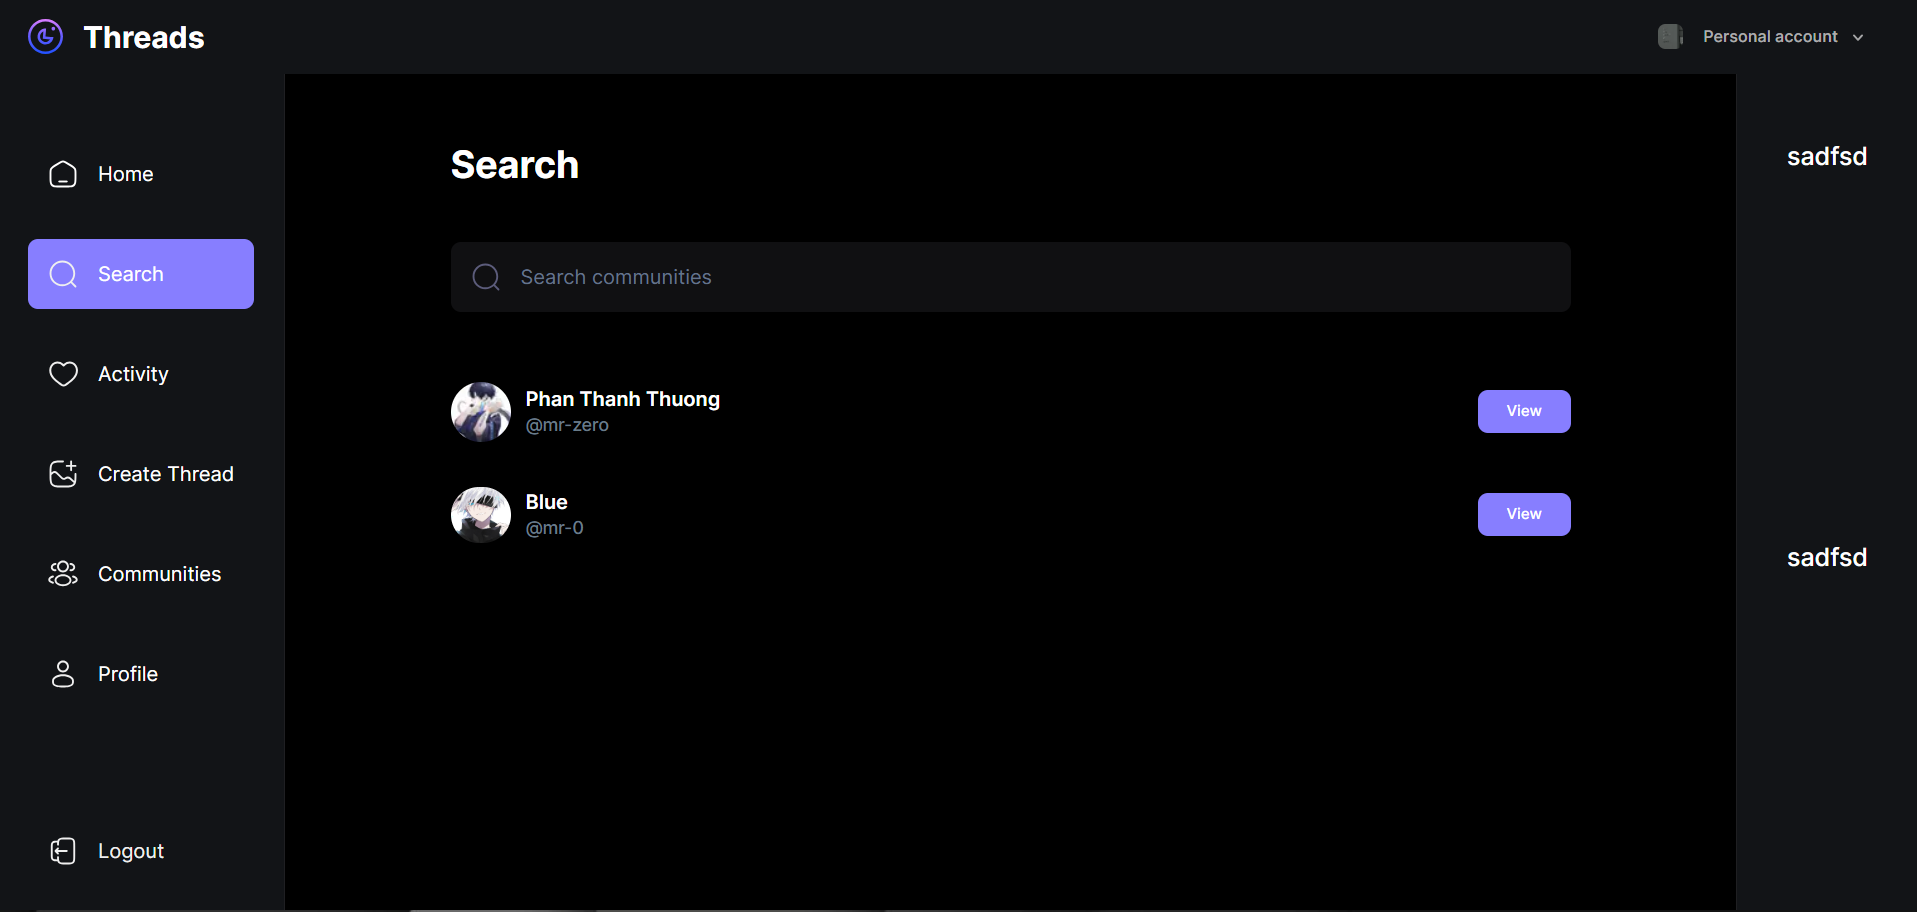 Threads
Personal account
Home
Search
Activity
Create Thread
Communities
Profile
Logout
Search
Search communities
Phan Thanh Thuong
@mr-zero
View
Blue
@mr-0
View
sadfsd
sadfsd